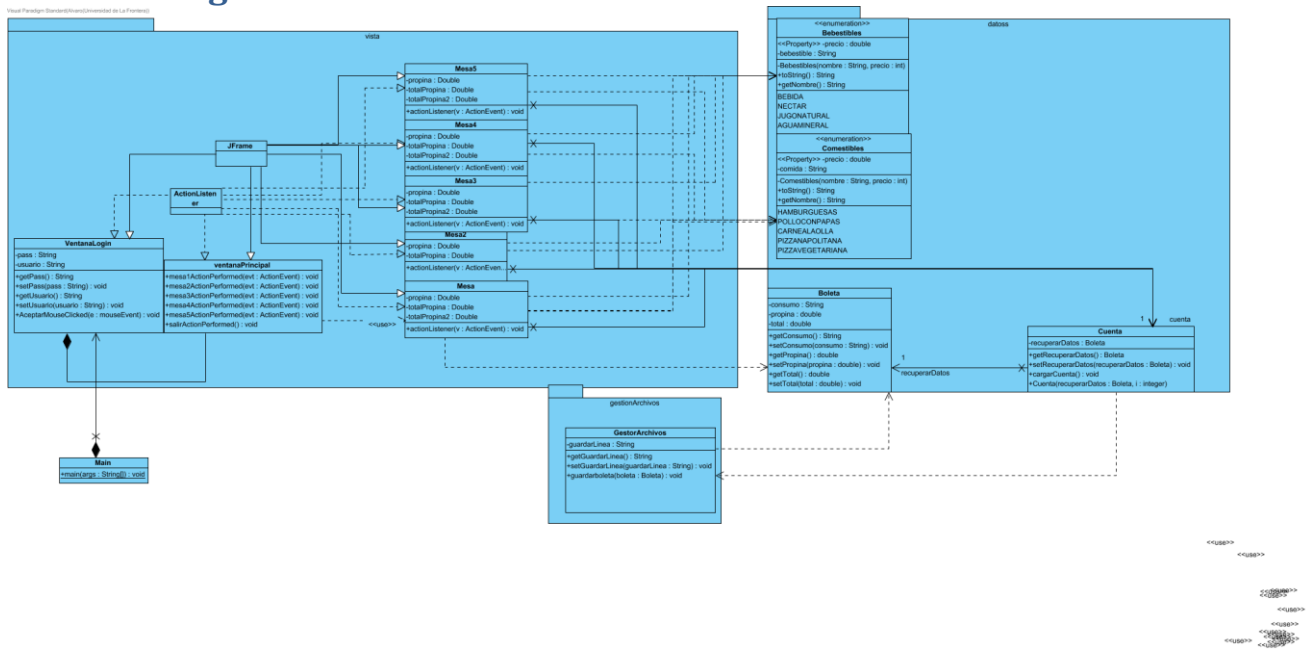 Visual Paradigm Standard(Alvaro(Universidad de La Frontera))
vista
Mesa5
-propina : Double
-totalPropina : Double
-totalPropina2 : Double
+actionListener(v : ActionEvent) : void
Mesa4
-propina : Double
-totalPropina : Double
-totalPropina2 : Double
+actionListener(v : ActionEvent) : void
Mesa3
-propina : Double
-totalPropina : Double
-totalPropina2 : Double
+actionListener(v : ActionEvent) : void
Mesa2
-propina : Double
-totalPropina : Double
+actionListener(v : ActionEven..
Mesa
-propina : Double
-totalPropina : Double
-totalPropina2 : Double
+actionListener(v : ActionEvent) : void
JFrame
ActionListen
er
VentanaLogin
-pass : String
-usuario : String
+getPass() : String
+setPass(pass : String) : void
+getUsuario() : String
+setUsuario(usuario : String) : void
+AceptarMouseClicked(e : mouseEvent) : void
ventanaPrincipal
+mesa1ActionPerformed(evt : ActionEvent) : void
+mesa2ActionPerformed(evt : ActionEvent) : void
+mesa3ActionPerformed(evt : ActionEvent) : void
+mesa4ActionPerformed(evt : ActionEvent) : void
+mesa5ActionPerformed(evt : ActionEvent) : void
+salirActionPerformed() : void
<<use>>
Main
+main(args : String[]) : void
datoss
<<enumeration>>
Bebestibles
<<Property>> -precio : double
-bebestible : String
-Bebestibles(nombre : String, precio : int)
+toString() : String
+getNombre() : String
BEBIDA
NECTAR
JUGONATURAL
AGUAMINERAL
<<enumeration>>
Comestibles
<<Property>> -precio : double
-comida : String
-Comestibles(nombre : String, precio : int)
+toString() : String
+getNombre() : String
HAMBURGUESAS
POLLOCONPAPAS
CARNEALAOLLA
PIZZANAPOLITANA
PIZZAVEGETARIANA
Boleta
-consumo : String
-propina : double
-total : double
+getConsumo() : String
+setConsumo(consumo : String) : void
+getPropina() : double
+setPropina(propina : double) : void
+getTotal() : double
+setTotal(total : double) : void
1
recuperarDatos
1
cuenta
Cuenta
-recuperarDatos : Boleta
+getRecuperarDatos() : Boleta
+setRecuperarDatos(recuperarDatos : Boleta) : void
+cargarCuenta() : void
+Cuenta(recuperarDatos : Boleta, i : integer)
gestionArchivos
GestorArchivos
-guardarLinea : String
+getGuardarLinea() : String
+setGuardarLinea(guardarLinea : String) : void
+guardarboleta(boleta : Boleta) : void
<<use>>
<<use>>
<<use>>
<<use>>
<<use>>
<<use>>